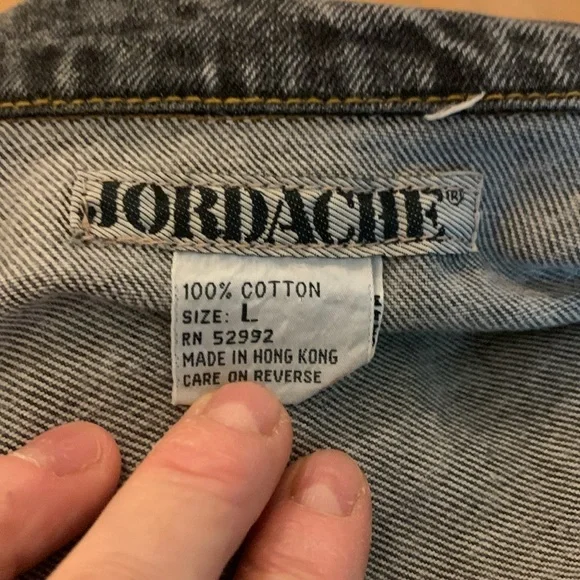 JORDACHE®
100% COTTON
SIZE: L
RN 52992
MADE IN HONG KONG
CARE ON REVERSE